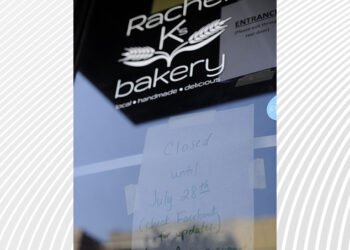 Rachel
K's
bakery
local • handmade • delicious
ENTRANCE
Closed
until
July 28th
(check Facebook
for updates)